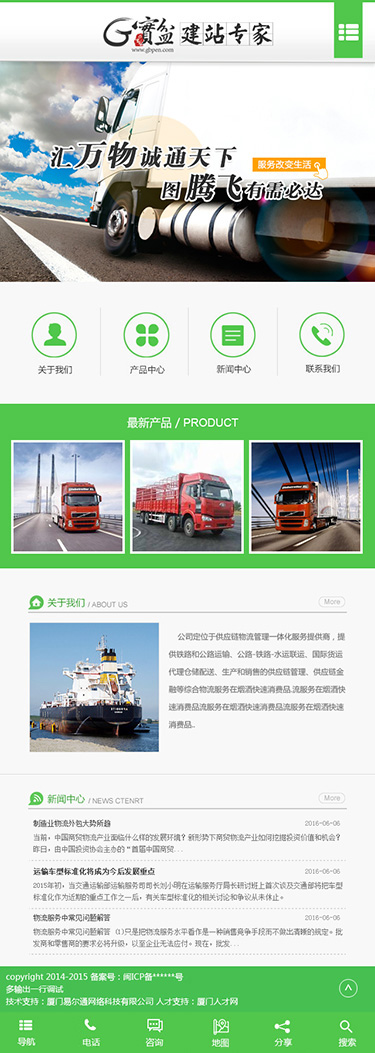 G寶盆 建站专家
www.gbpen.com
汇万物诚通天下
服务改变生活
图腾飞有需必达
关于我们
产品中心
新闻中心
联系我们
最新产品 / PRODUCT
关于我们 / ABOUT US
More
公司定位于供应链物流管理一体化服务提供商，提
供铁路和公路运输、公路-铁路-水运联运、国际货运
代理仓储配送、生产和销售的供应链管理、供应链金
融等综合物流服务在烟酒快速消费品.流服务在烟酒快
速消费品流服务在烟酒快速消费品流服务在烟酒快速
消费品..
新闻中心 / NEWS CTENRT
More
制造业物流外包大势所趋 2016-06-06
当前，中国商贸物流产业面临什么样的发展环境？新形势下商贸物流产业如何挖掘投资价值和机会？
昨日，由中国投资协会主办的“首届中国商贸...
运输车型标准化将成为今后发展重点 2016-06-06
2015年初，当交通运输部运输服务司司长刘小明在运输服务厅局长研讨班上首次谈及交通部将把车型
标准化作为近期的重点工作之一后，有关车型标准化的相关讨论和争议从未休止。
物流服务中常见问题解答 2016-06-06
物流服务中常见问题解答 (1)只是把物流服务水平看作是一种销售竞争手段而不做出清晰的规定。批
发商和零售商的要求必将升级，以至企业无法应付。现在，批发...
copyright 2014-2015 备案号：闽ICP备******号
多输出一行调试
技术支持：厦门易尔通网络科技有限公司 人才支持：厦门人才网
导航
电话
咨询
地图
分享
搜索